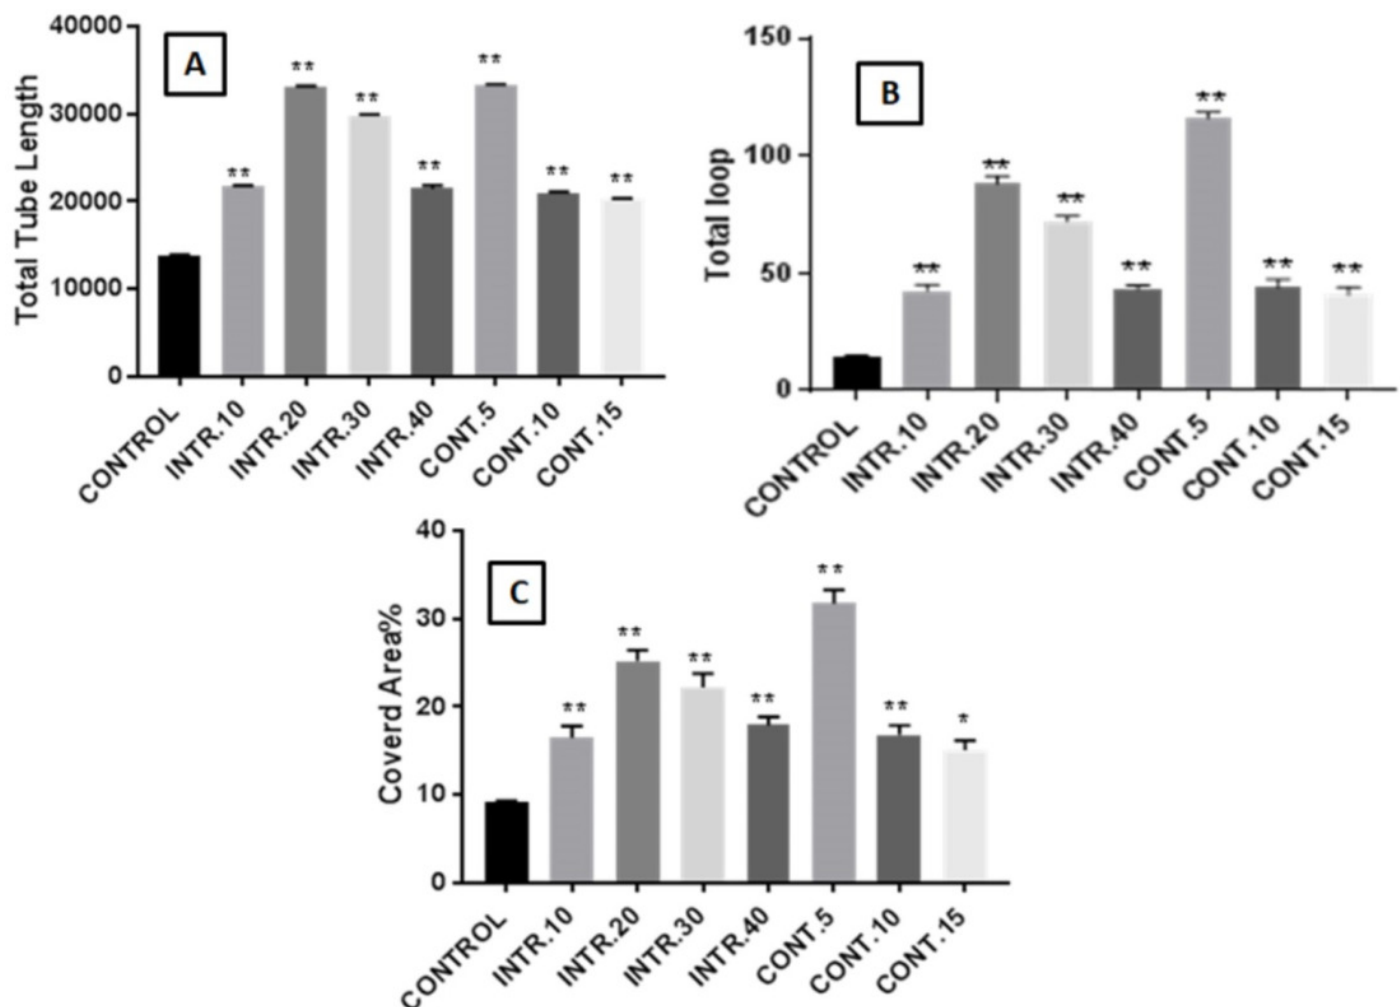 A
Total Tube Length
40000
30000
20000
10000
0
**
**
**
**
**
**
**
CONTROL
INTR.10
INTR.20
INTR.30
INTR.40
CONT.5
CONT.10
CONT.15
B
Total loop
150
100
50
0
**
**
**
**
**
**
**
CONTROL
INTR.10
INTR.20
INTR.30
INTR.40
CONT.5
CONT.10
CONT.15
C
Coverd Area%
40
30
20
10
0
**
**
**
**
**
**
*
CONTROL
INTR.10
INTR.20
INTR.30
INTR.40
CONT.5
CONT.10
CONT.15